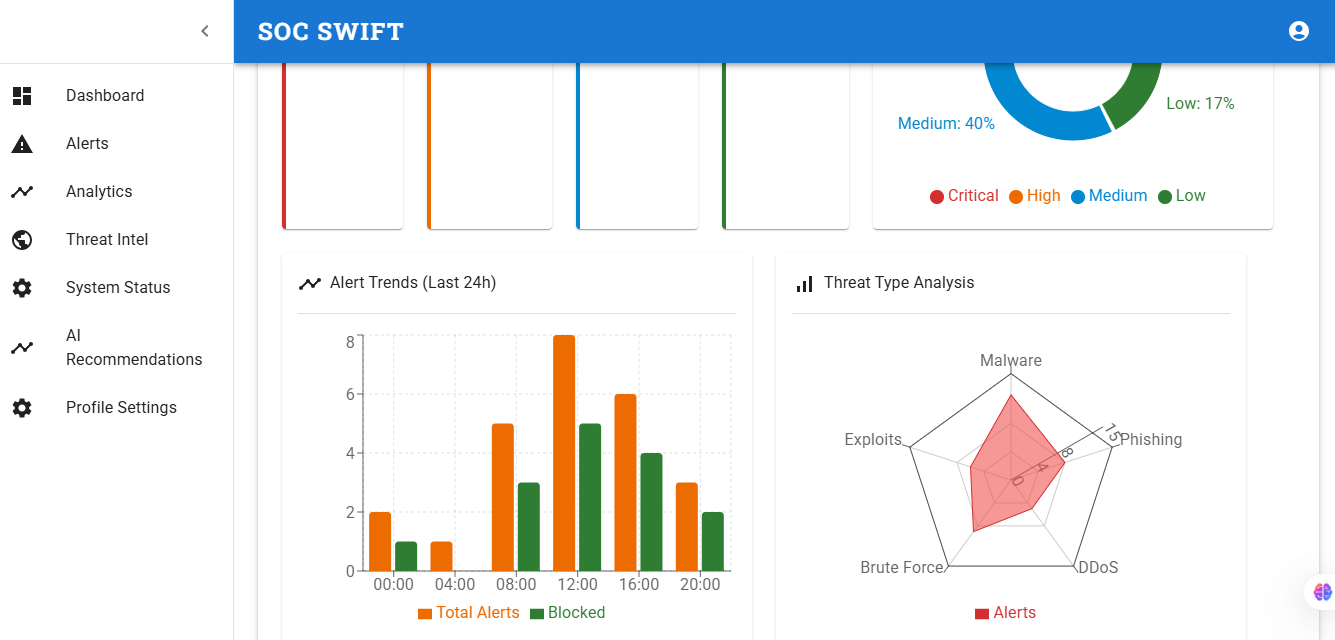 SOC SWIFT
Dashboard
Alerts
Analytics
Threat Intel
System Status
AI
Recommendations
Profile Settings
Low: 17%
Medium: 40%
Critical High Medium Low
Alert Trends (Last 24h)
8
6
4
2
0
00:00 04:00 08:00 12:00 16:00 20:00
Total Alerts Blocked
Threat Type Analysis
Malware
Phishing
DDoS
Brute Force
Exploits
0 4 8 15
Alerts